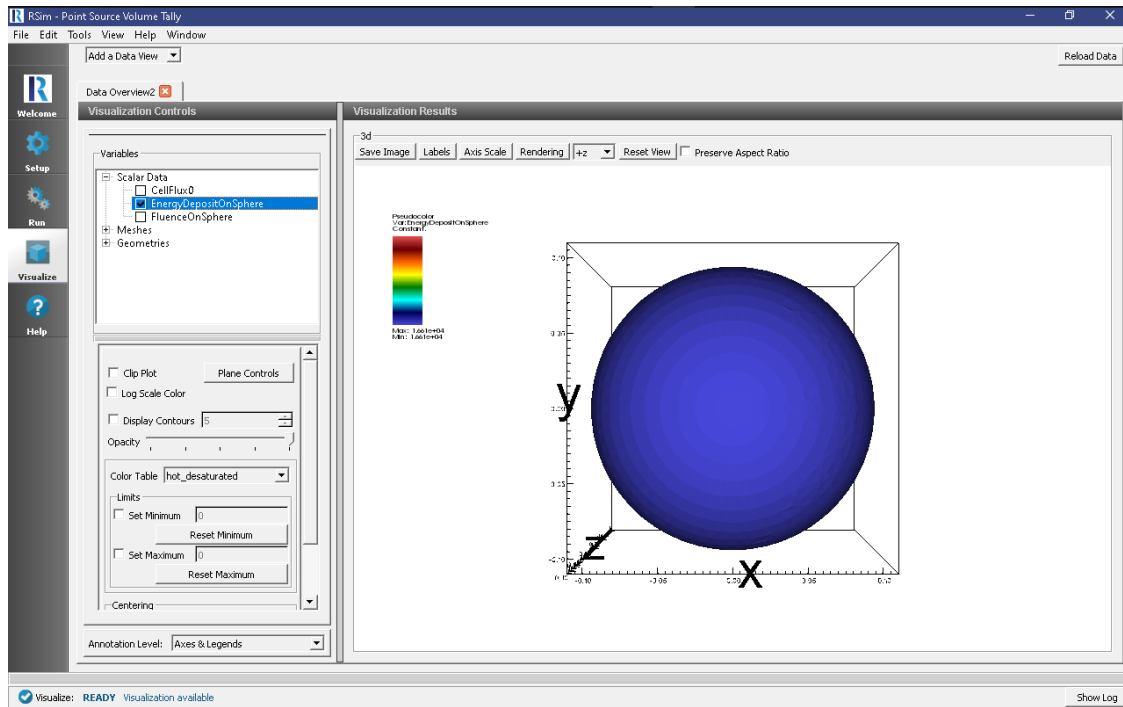 RSim - Point Source Volume Tally
File Edit Tools View Help Window
Add a Data View
Reload Data
Data Overview2
Welcome
Setup
Run
Visualize
Help
Visualization Controls
Variables
Scalar Data
CellFlux0
EnergyDepositOnSphere
FluenceOnSphere
Meshes
Geometries
Clip Plot
Plane Controls
Log Scale Color
Display Contours 5
Opacity
Color Table hot_desaturated
Limits
Set Minimum 0
Reset Minimum
Set Maximum 0
Reset Maximum
Centering
Annotation Level: Axes & Legends
Visualization Results
3d
Save Image Labels Axis Scale Rendering +z Reset View Preserve Aspect Ratio
Pseudocolor
Var: EnergyDepositOnSphere
Constant.
Max: 1.661e+04
Min: 1.661e+04
y
z
x
-0.10
Visualize: READY Visualization available
Show Log